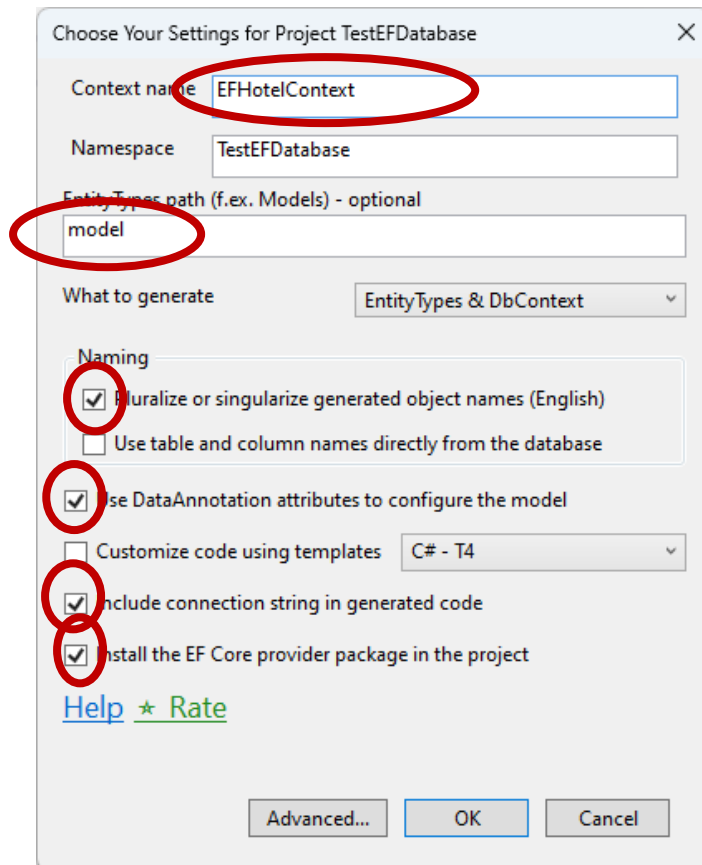 Choose Your Settings for Project TestEFDatabase
Context name EFHotelContext
Namespace TestEFDatabase
EntityTypes path (f.ex. Models) - optional
model
What to generate EntityTypes & DbContext
Naming
Pluralize or singularize generated object names (English)
Use table and column names directly from the database
Use DataAnnotation attributes to configure the model
Customize code using templates C# - T4
Include connection string in generated code
Install the EF Core provider package in the project
Help ★ Rate
Advanced... OK Cancel